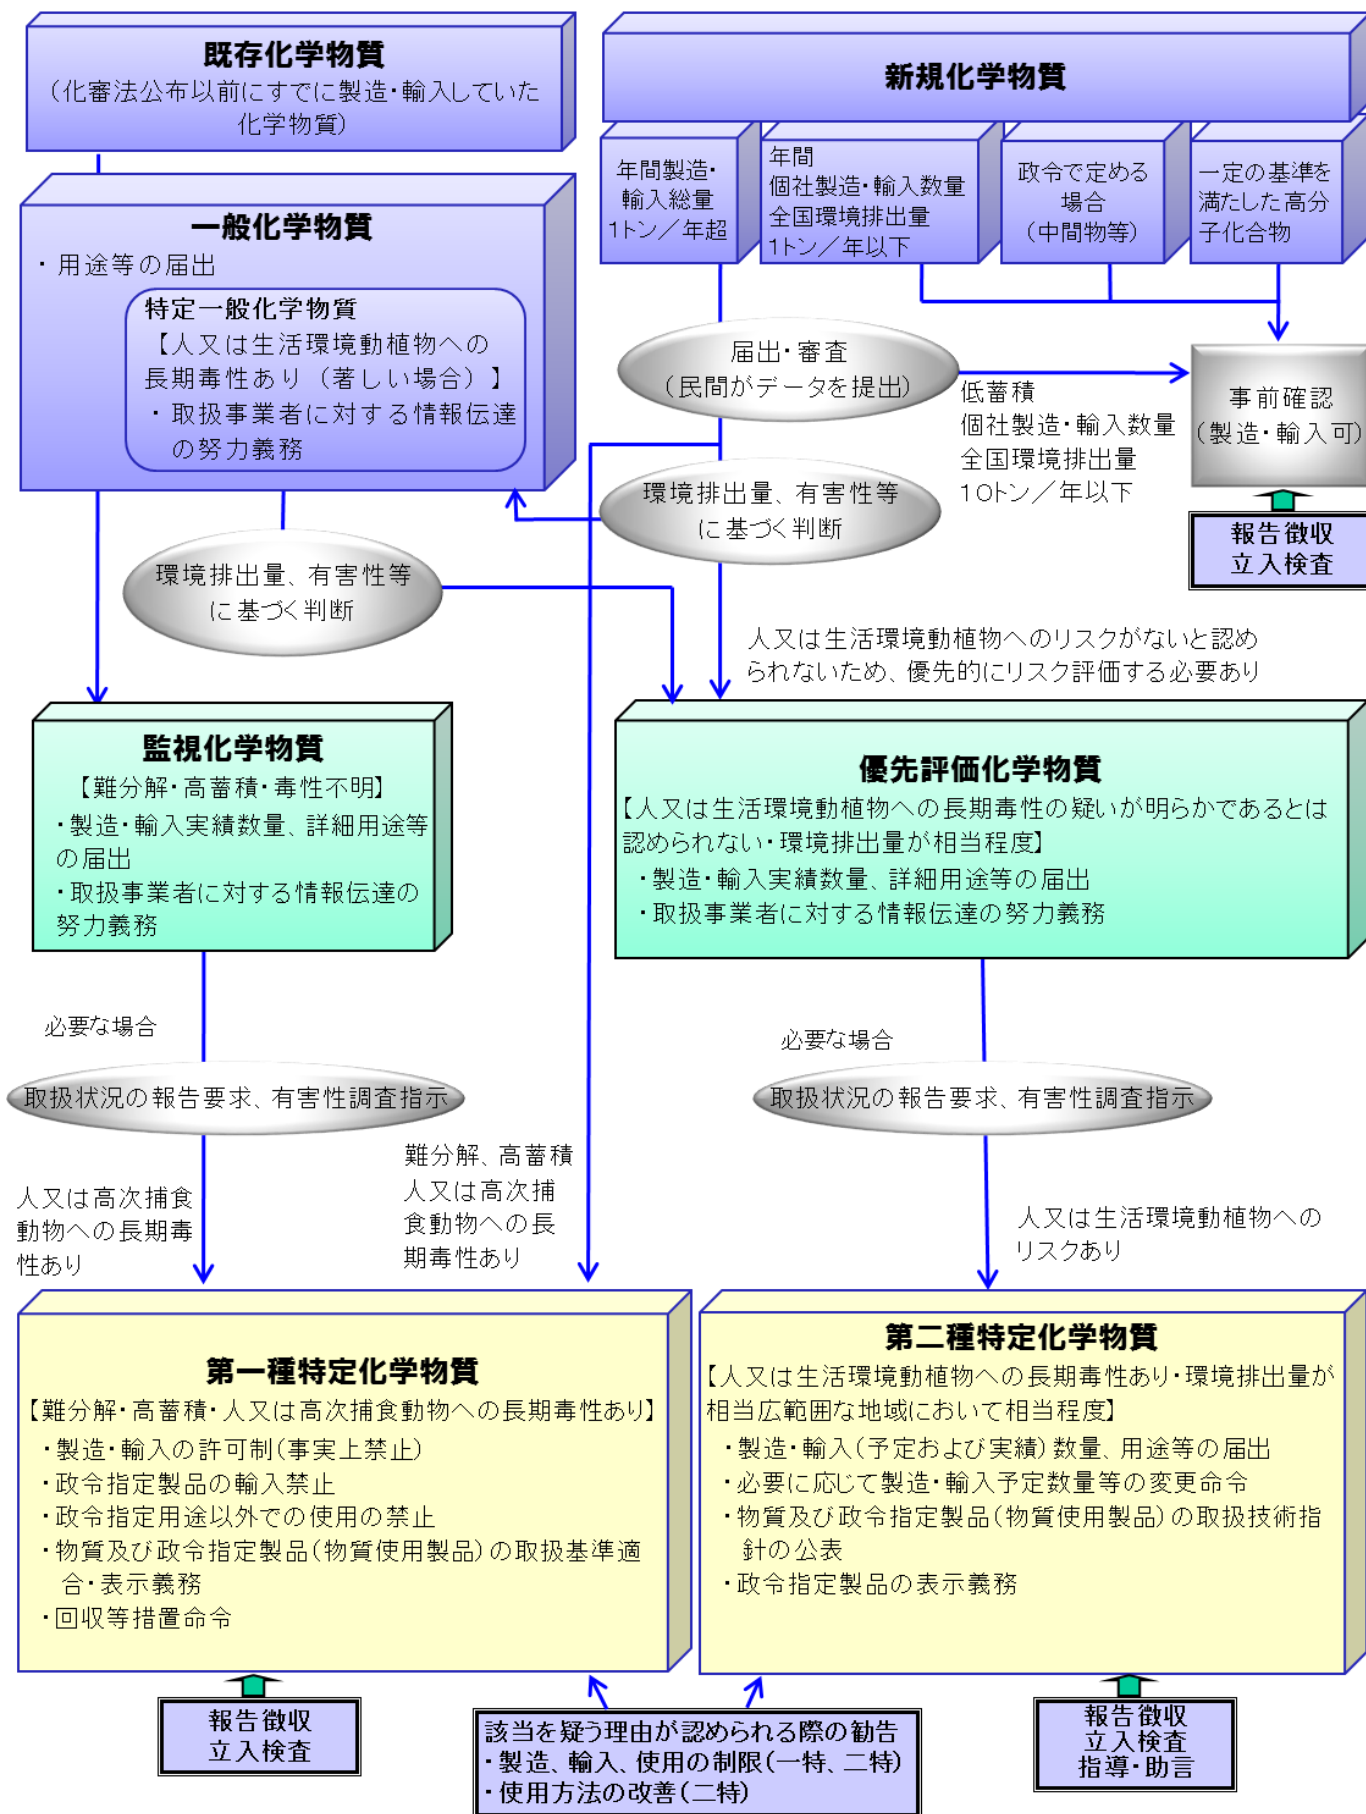 既存化学物質
(化審法公布以前にすでに製造・輸入していた
化学物質)
新規化学物質
年間製造・
輸入総量
1トン／年超
年間
個社製造・輸入数量
全国環境排出量
1トン／年以下
政令で定める
場合
(中間物等)
一定の基準を
満たした高分
子化合物
一般化学物質
・用途等の届出
特定一般化学物質
【人又は生活環境動植物への
長期毒性あり（著しい場合）】
・取扱事業者に対する情報伝達
の努力義務
届出・審査
(民間がデータを提出)
低蓄積
個社製造・輸入数量
全国環境排出量
10トン／年以下
事前確認
(製造・輸入可)
報告徴収
立入検査
環境排出量、有害性等
に基づく判断
環境排出量、有害性等
に基づく判断
人又は生活環境動植物へのリスクがないと認め
られないため、優先的にリスク評価する必要あり
監視化学物質
【難分解・高蓄積・毒性不明】
・製造・輸入実績数量、詳細用途等
の届出
・取扱事業者に対する情報伝達の
努力義務
優先評価化学物質
【人又は生活環境動植物への長期毒性の疑いが明らかであるとは
認められない・環境排出量が相当程度】
・製造・輸入実績数量、詳細用途等の届出
・取扱事業者に対する情報伝達の努力義務
必要な場合
取扱状況の報告要求、有害性調査指示
人又は高次捕食
動物への長期毒
性あり
難分解、高蓄積
人又は高次捕
食動物への長
期毒性あり
必要な場合
取扱状況の報告要求、有害性調査指示
人又は生活環境動植物への
リスクあり
第一種特定化学物質
【難分解・高蓄積・人又は高次捕食動物への長期毒性あり】
・製造・輸入の許可制(事実上禁止)
・政令指定製品の輸入禁止
・政令指定用途以外での使用の禁止
・物質及び政令指定製品(物質使用製品)の取扱基準適
合・表示義務
・回収等措置命令
第二種特定化学物質
【人又は生活環境動植物への長期毒性あり・環境排出量が
相当広範囲な地域において相当程度】
・製造・輸入(予定および実績)数量、用途等の届出
・必要に応じて製造・輸入予定数量等の変更命令
・物質及び政令指定製品(物質使用製品)の取扱技術指
針の公表
・政令指定製品の表示義務
報告徴収
立入検査
該当を疑う理由が認められる際の勧告
・製造、輸入、使用の制限(一特、二特)
・使用方法の改善(二特)
報告徴収
立入検査
指導・助言